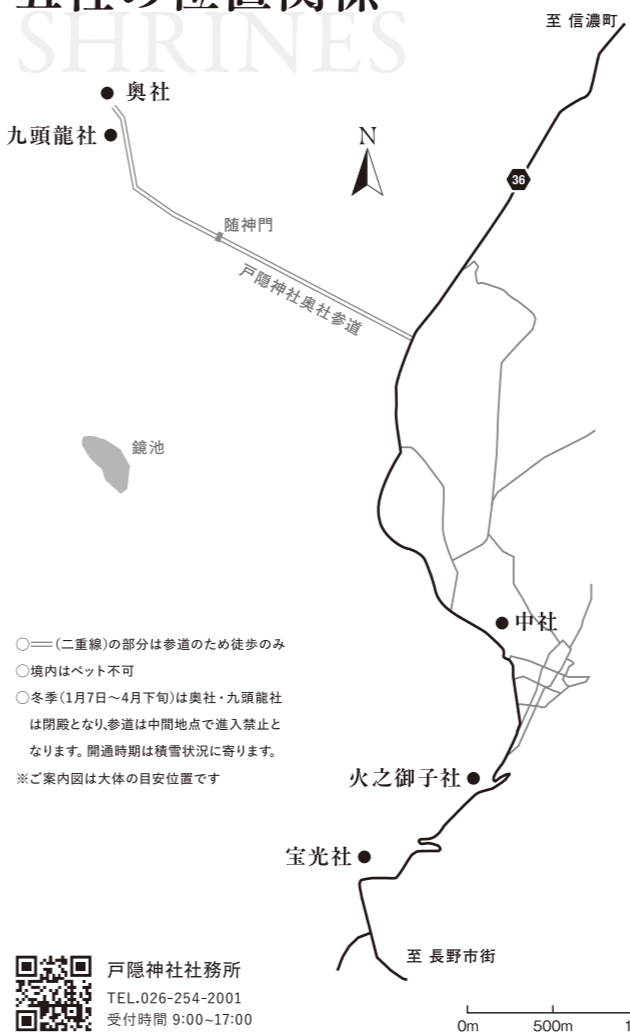 五社の位置関係
SHRINES
至 信濃町
奥社
九頭龍社
N
36
随神門
戸隠神社奥社参道
鏡池
中社
○══(二重線)の部分は参道のため徒歩のみ
○境内はペット不可
○冬季(1月7日～4月下旬)は奥社・九頭龍社
は閉殿となり、参道は中間地点で進入禁止と
なります。開通時期は積雪状況に寄ります。
※ご案内図は大体の目安位置です
火之御子社
宝光社
至 長野市街
戸隠神社社務所
TEL.026-254-2001
受付時間 9:00~17:00
0m 500m